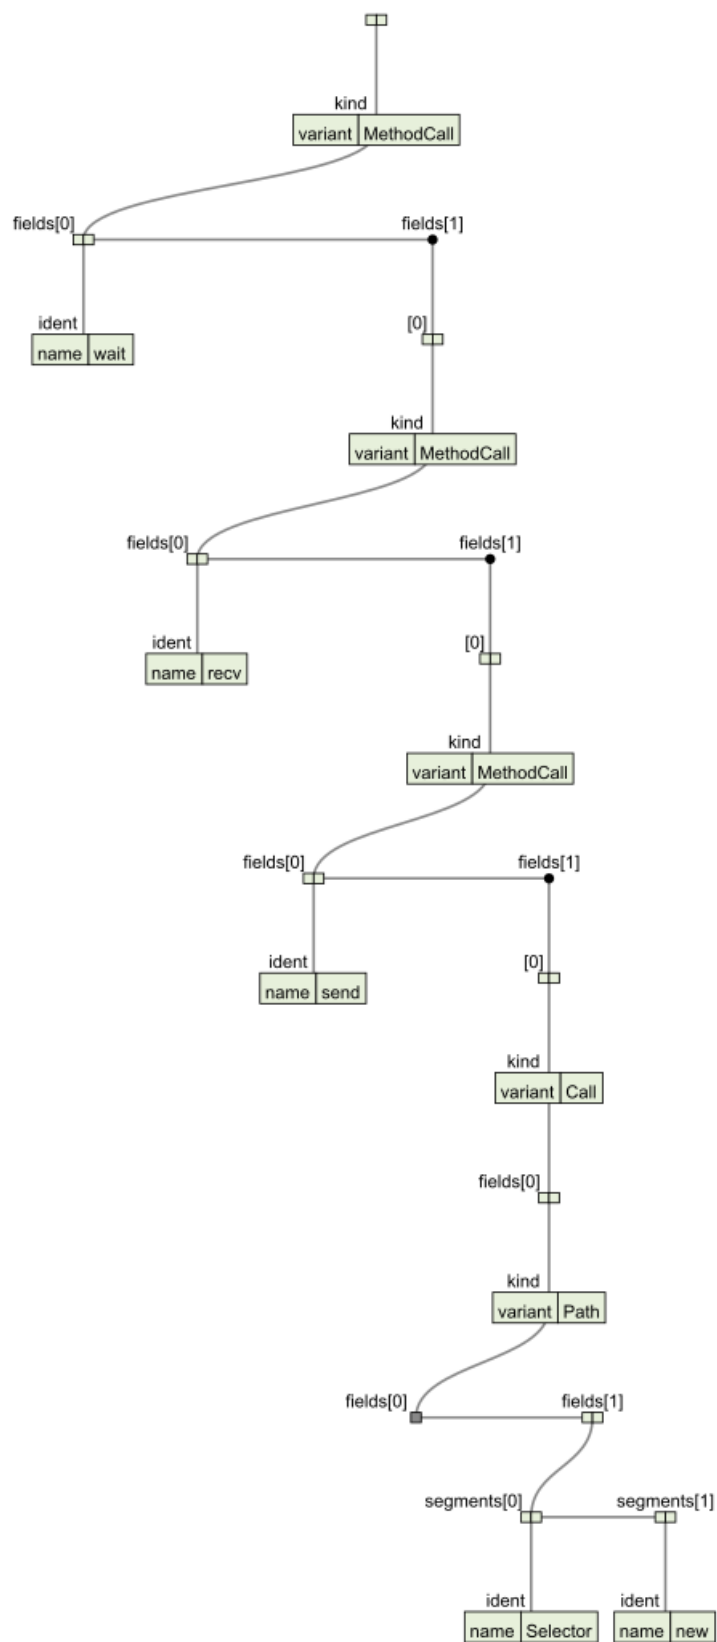 kind
variant MethodCall
fields[0] fields[1]
ident [0]
name wait
kind
variant MethodCall
fields[0] fields[1]
ident [0]
name recv
kind
variant MethodCall
fields[0] fields[1]
ident [0]
name send
kind
variant Call
fields[0]
kind
variant Path
fields[0] fields[1]
segments[0] segments[1]
ident ident
name Selector name new